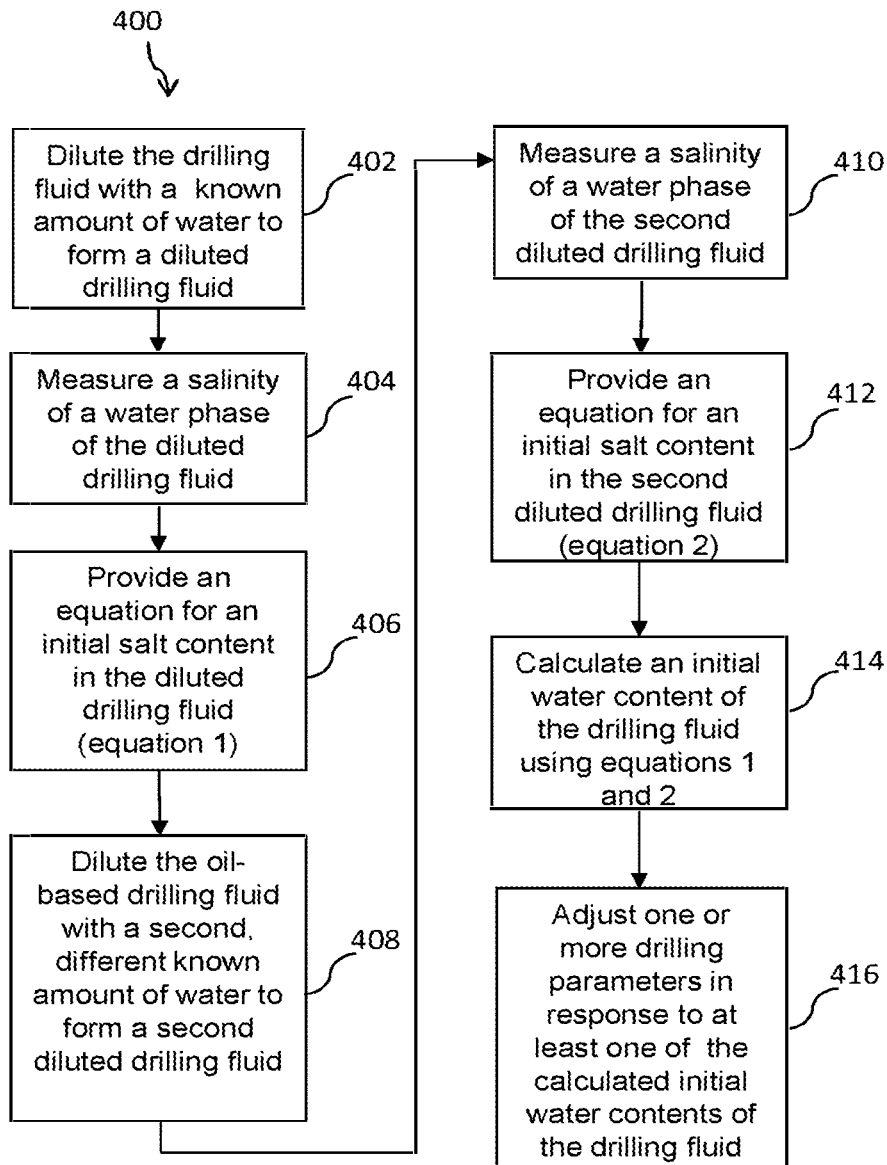 400
Dilute the drilling
fluid with a known
amount of water to
form a diluted
drilling fluid
402
Measure a salinity
of a water phase
of the diluted
drilling fluid
404
Provide an
equation for an
initial salt content
in the diluted
drilling fluid
(equation 1)
406
Dilute the oil-
based drilling fluid
with a second,
different known
amount of water to
form a second
diluted drilling fluid
408
Measure a salinity
of a water phase
of the second
diluted drilling fluid
410
Provide an
equation for an
initial salt content
in the second
diluted drilling fluid
(equation 2)
412
Calculate an initial
water content of
the drilling fluid
using equations 1
and 2
414
Adjust one or
more drilling
parameters in
response to at
least one of the
calculated initial
water contents of
the drilling fluid
416